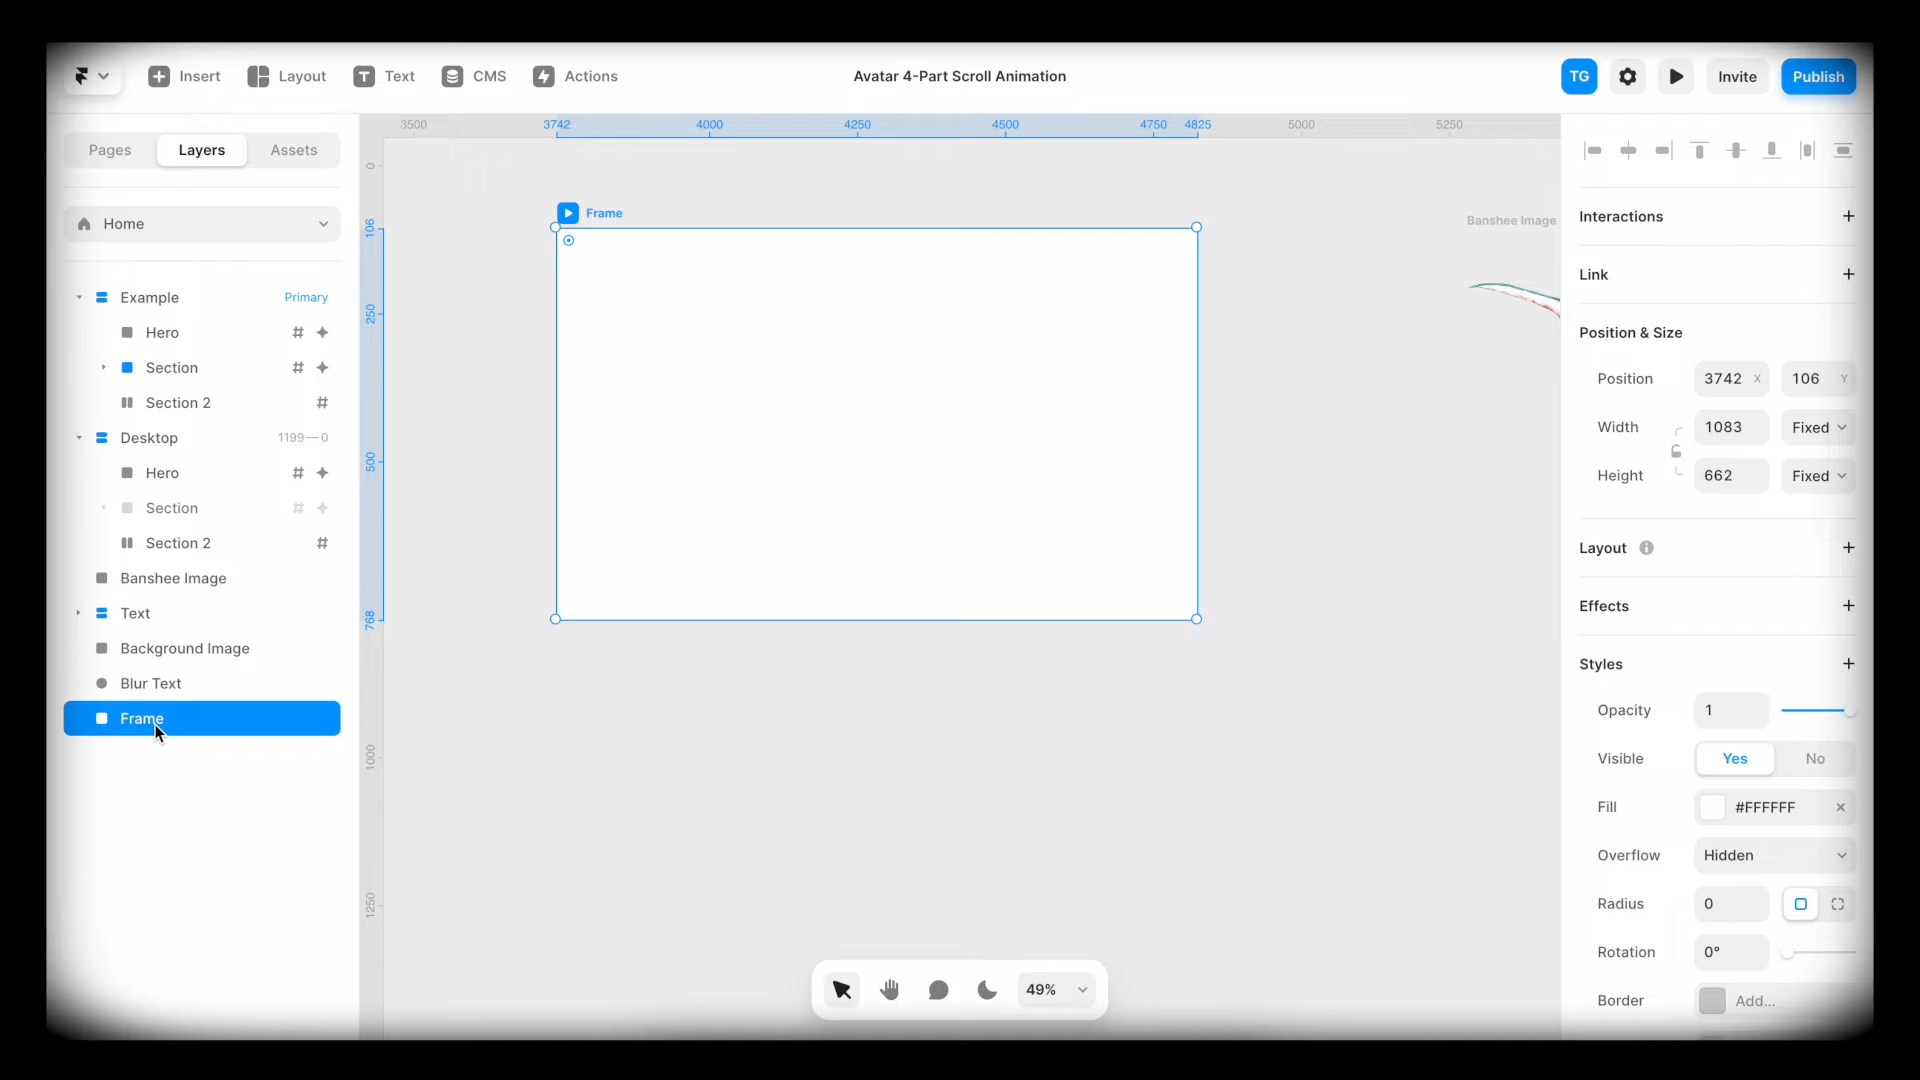 Insert
Layout
Text
CMS
Actions
Avatar 4-Part Scroll Animation
TG
Invite
Publish
Pages
Layers
Assets
Home
Example
Primary
Hero
Section
Section 2
Desktop
1199—0
Hero
Section
Section 2
Banshee Image
Text
Background Image
Blur Text
Frame
3500
3742
4000
4250
4500
4750
4825
5000
5250
0
106
250
500
768
1000
1250
Frame
Banshee Image
49%
Interactions
Link
Position & Size
Position
3742 X
106 Y
Width
1083
Fixed
Height
662
Fixed
Layout
Effects
Styles
Opacity
1
Visible
Yes
No
Fill
#FFFFFF
Overflow
Hidden
Radius
0
Rotation
0°
Border
Add...